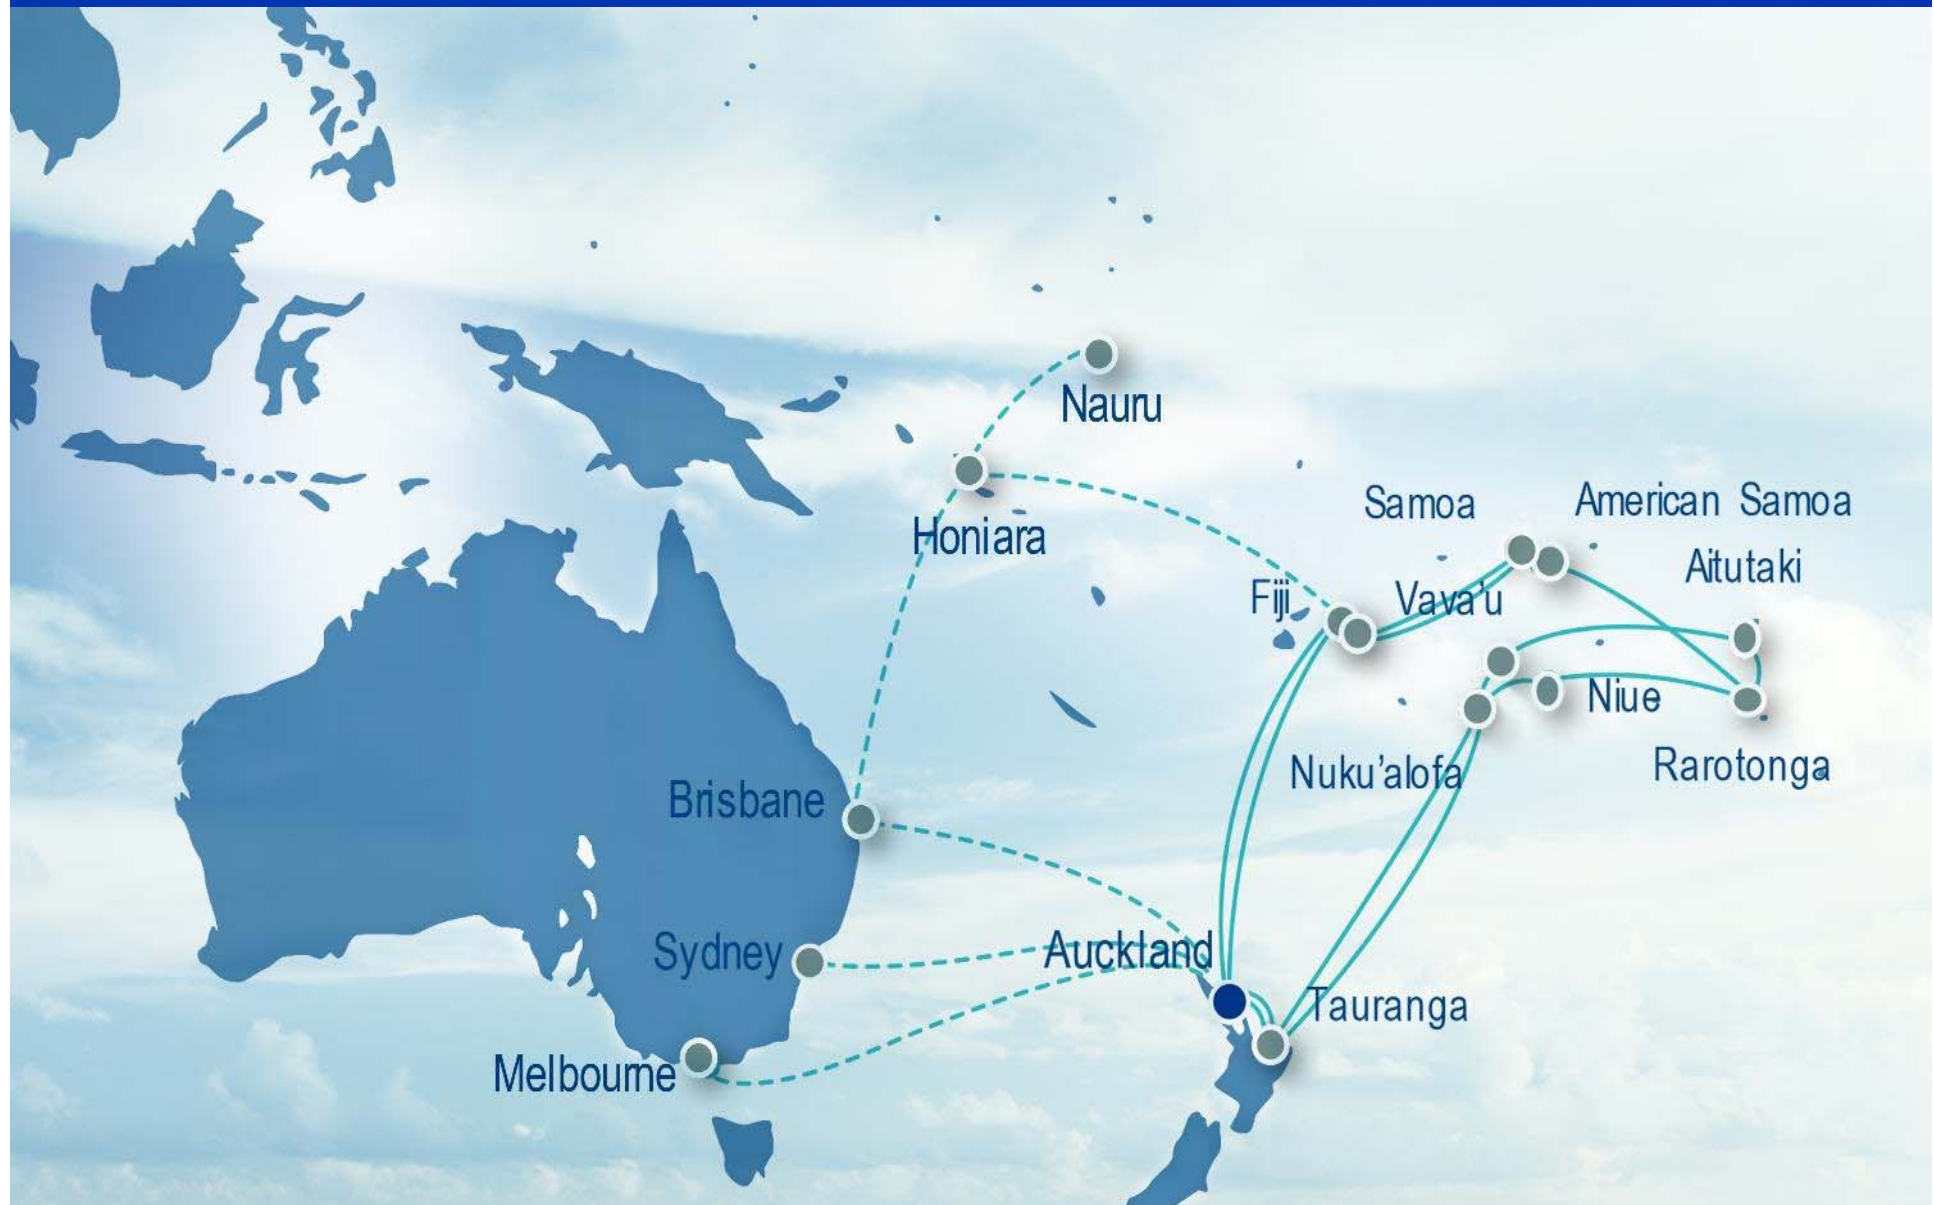 Nauru
Samoa
American Samoa
Honiara
Aitutaki
Fiji
Vava'u
Niue
Nuku’alofa
Rarotonga
Brisbane
Sydney
Auckland
Tauranga
Melbourne